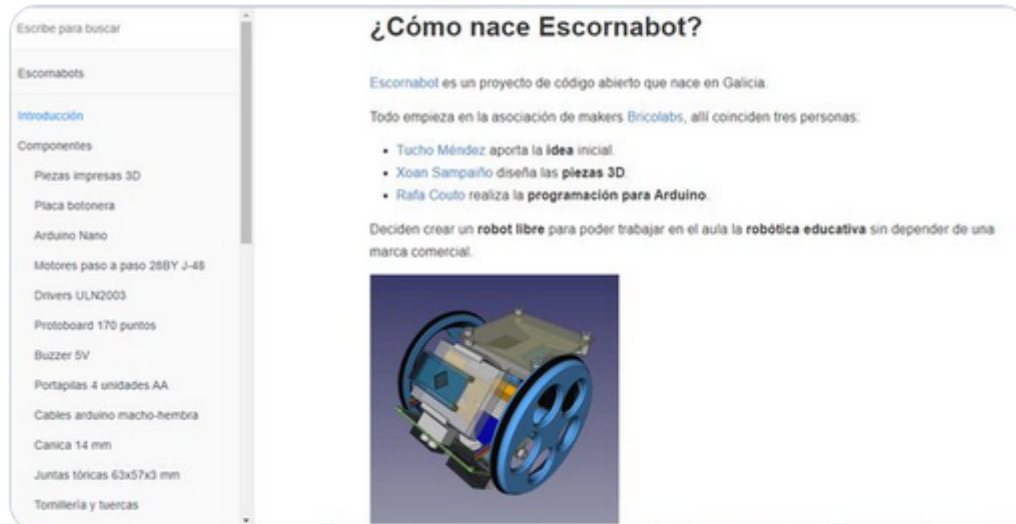 Escribe para buscar
Escornabots
Introducción
Componentes
Piezas impresas 3D
Placa botonera
Arduino Nano
Motores paso a paso 28BY J-48
Drivers ULN2003
Protoboard 170 puntos
Buzzer 5V
Portapilas 4 unidades AA
Cables arduino macho-hembra
Canica 14 mm
Juntas tóricas 63x57x3 mm
Tornillería y tuercas
¿Cómo nace Escornabot?
Escornabot es un proyecto de código abierto que nace en Galicia.
Todo empieza en la asociación de makers Bricolabs, allí coinciden tres personas:
• Tucho Méndez aporta la idea inicial.
• Xoan Sampaiño diseña las piezas 3D.
• Rafa Couto realiza la programación para Arduino.
Deciden crear un robot libre para poder trabajar en el aula la robótica educativa sin depender de una
marca comercial.